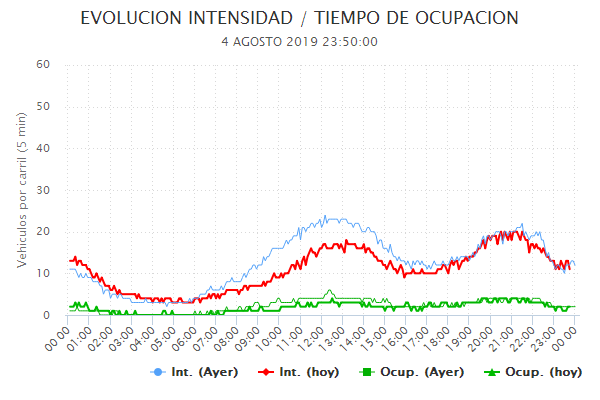 EVOLUCION INTENSIDAD / TIEMPO DE OCUPACION
4 AGOSTO 2019 23:50:00
Vehiculos por carril (5 min)
60
50
40
30
20
10
0
00:00 01:00 02:00 03:00 04:00 05:00 06:00 07:00 08:00 09:00 10:00 11:00 12:00 13:00 14:00 15:00 16:00 17:00 18:00 19:00 20:00 21:00 22:00 23:00 00:00
Int. (Ayer) Int. (hoy) Ocup. (Ayer) Ocup. (hoy)